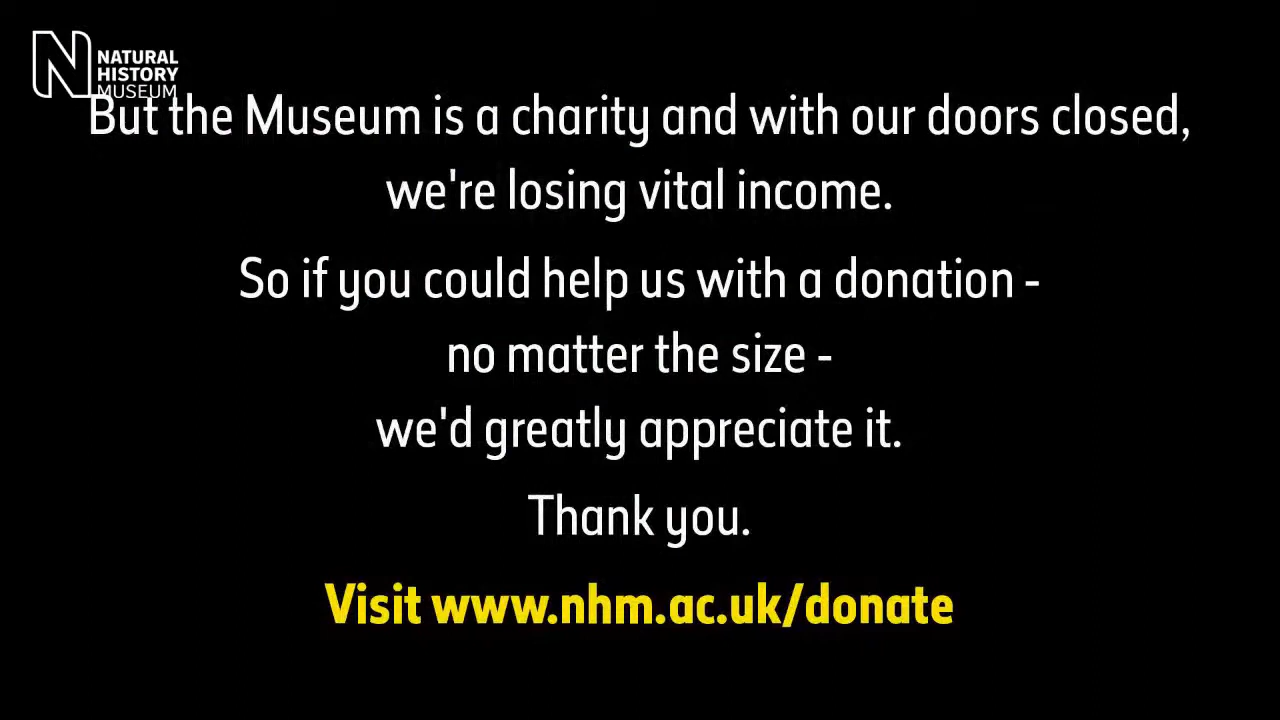 NATURAL
HISTORY
MUSEUM
But the Museum is a charity and with our doors closed,
we're losing vital income.
So if you could help us with a donation -
no matter the size -
we'd greatly appreciate it.
Thank you.
Visit www.nhm.ac.uk/donate